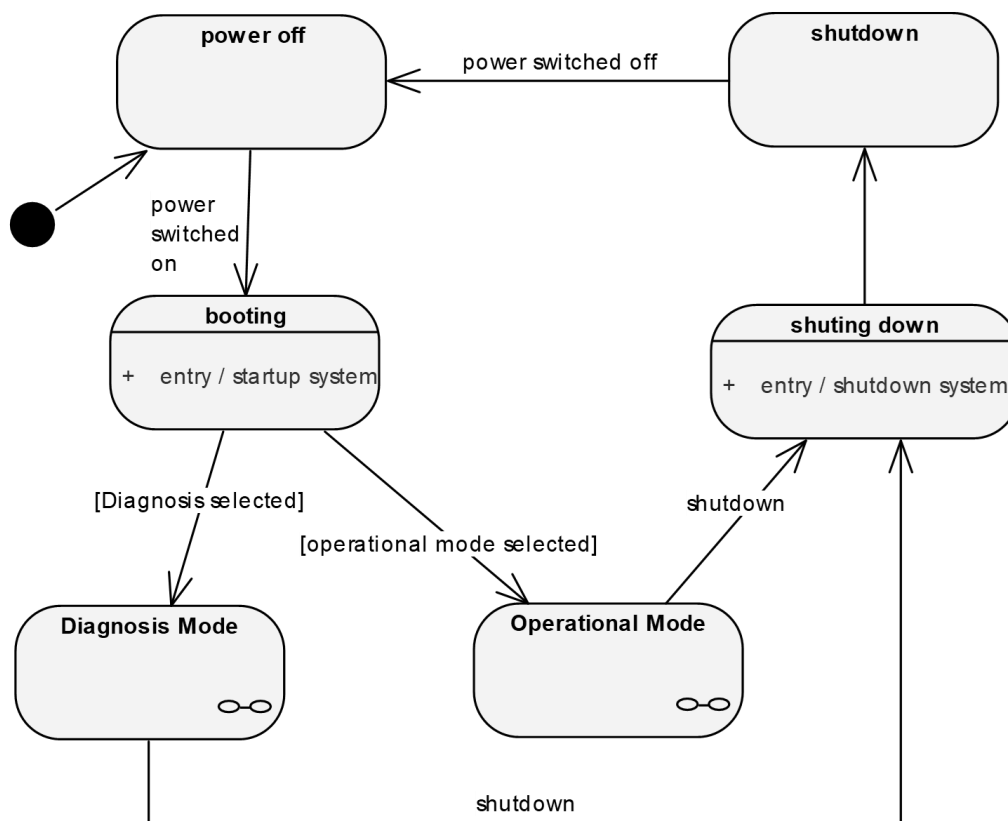 power off
shutdown
power switched off
power
switched
on
booting
+ entry / startup system
shuting down
+ entry / shutdown system
[Diagnosis selected]
shutdown
[operational mode selected]
Diagnosis Mode
Operational Mode
shutdown